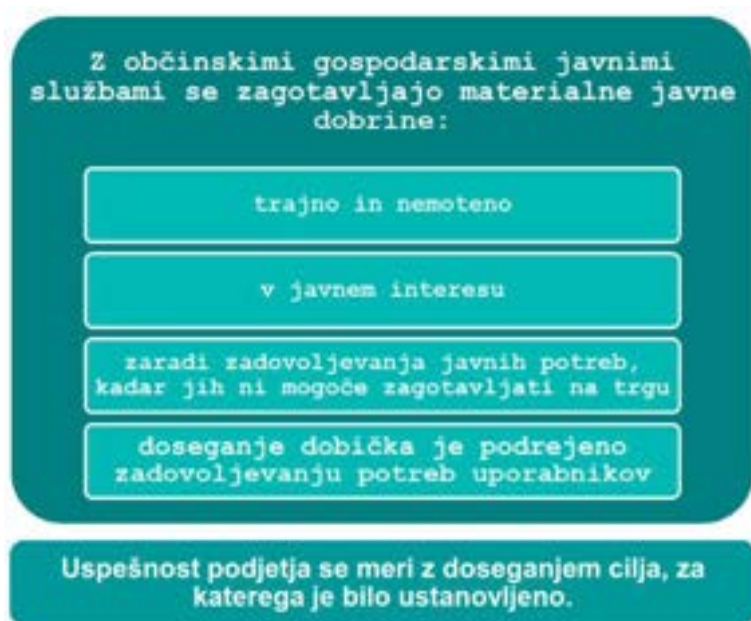 Z občinskimi gospodarskimi javnimi
službami se zagotavljajo materialne javne
dobrine:
trajno in nemoteno
v javnem interesu
zaradi zadovoljevanja javnih potreb,
kadar jih ni mogoče zagotavljati na trgu
doseganje dobička je podrejeno
zadovoljevanju potreb uporabnikov
Uspešnost podjetja se meri z doseganjem cilja, za
katerega je bilo ustanovljeno.